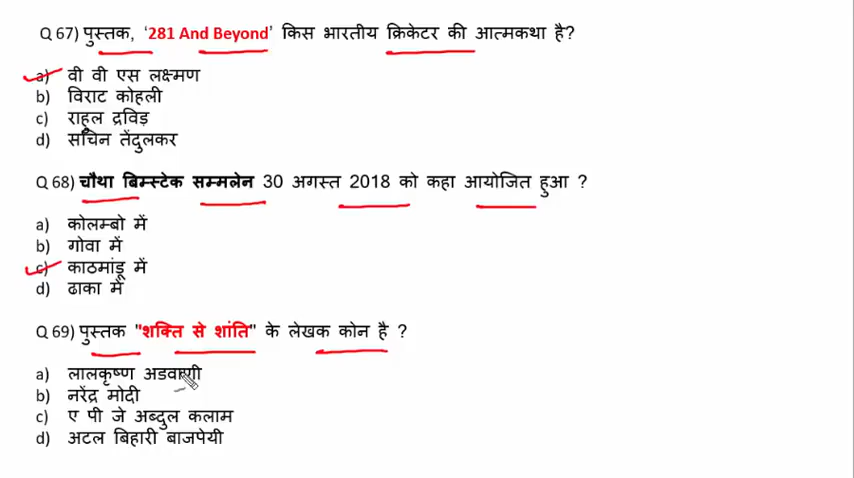 Q 67) पुस्तक, ‘281 And Beyond’ किस भारतीय क्रिकेटर की आत्मकथा है?
a) वी वी एस लक्ष्मण
b) विराट कोहली
c) राहुल द्रविड़
d) सचिन तेंदुलकर
Q 68) चौथा बिम्स्टेक सम्मलेन 30 अगस्त 2018 को कहा आयोजित हुआ ?
a) कोलम्बो में
b) गोवा में
c) काठमांडू में
d) ढाका में
Q 69) पुस्तक "शक्ति से शांति" के लेखक कोन है ?
a) लालकृष्ण अडवाणी
b) नरेंद्र मोदी
c) ए पी जे अब्दुल कलाम
d) अटल बिहारी बाजपेयी